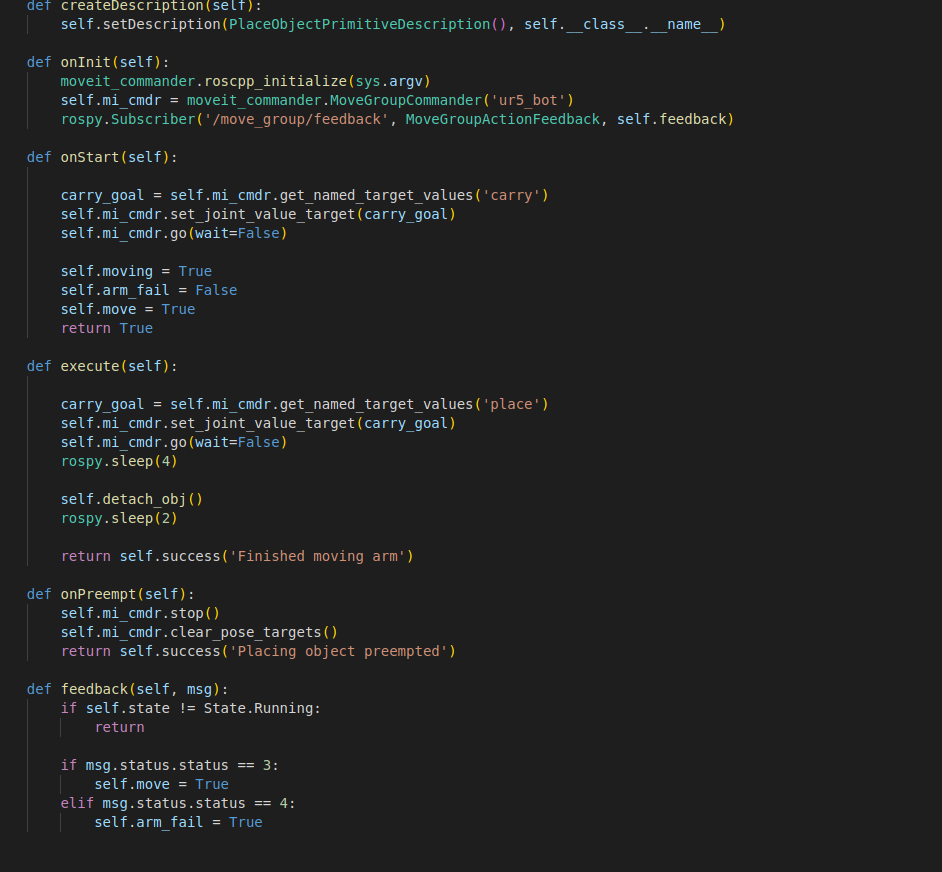 def createDescription(self):
self.setDescription(PlaceObjectPrimitiveDescription(), self.__class__.__name__)
def onInit(self):
moveit_commander.roscpp_initialize(sys.argv)
self.mi_cmdr = moveit_commander.MoveGroupCommander('ur5_bot')
rospy.Subscriber('/move_group/feedback', MoveGroupActionFeedback, self.feedback)
def onStart(self):
carry_goal = self.mi_cmdr.get_named_target_values('carry')
self.mi_cmdr.set_joint_value_target(carry_goal)
self.mi_cmdr.go(wait=False)
self.moving = True
self.arm_fail = False
self.move = True
return True
def execute(self):
carry_goal = self.mi_cmdr.get_named_target_values('place')
self.mi_cmdr.set_joint_value_target(carry_goal)
self.mi_cmdr.go(wait=False)
rospy.sleep(4)
self.detach_obj()
rospy.sleep(2)
return self.success('Finished moving arm')
def onPreempt(self):
self.mi_cmdr.stop()
self.mi_cmdr.clear_pose_targets()
return self.success('Placing object preempted')
def feedback(self, msg):
if self.state != State.Running:
return
if msg.status.status == 3:
self.move = True
elif msg.status.status == 4:
self.arm_fail = True